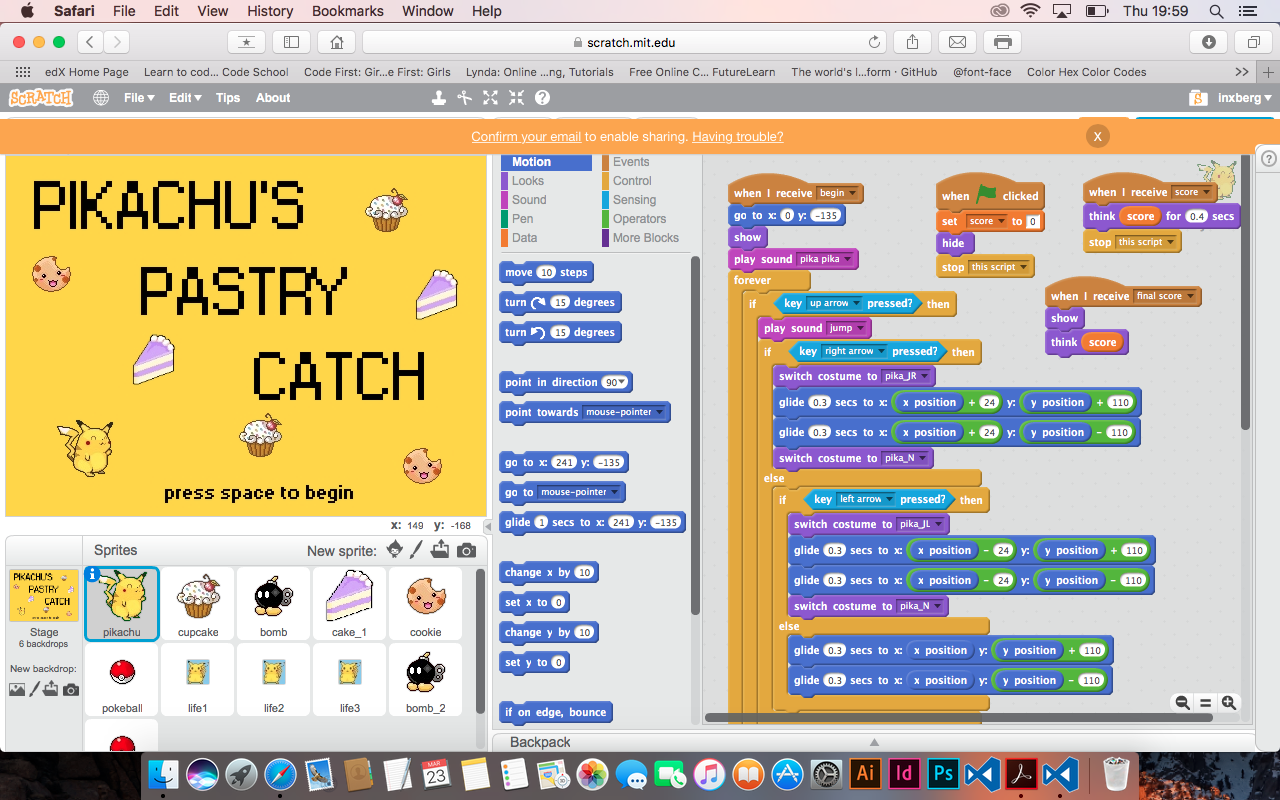 Safari File Edit View History Bookmarks Window Help Thu 19:59
scratch.mit.edu
edX Home Page Learn to cod... Code School Code First: Gir...e First: Girls Lynda: Online ...ng, Tutorials Free Online C... FutureLearn The world's l...form · GitHub @font-face Color Hex Color Codes >>
SCRATCH File Edit Tips About S inxberg
Confirm your email to enable sharing. Having trouble? X
PIKACHU'S
PASTRY
CATCH
press space to begin
x: 149 y: -168
Sprites New sprite:
PIKACHU'S
PASTRY
CATCH
Stage
6 backdrops
New backdrop:
pikachu cupcake bomb cake_1 cookie
pokeball life1 life2 life3 bomb_2
Motion Events
Looks Control
Sound Sensing
Pen Operators
Data More Blocks
move 10 steps
turn 15 degrees
turn 15 degrees
point in direction 90
point towards mouse-pointer
go to x: 241 y: -135
go to mouse-pointer
glide 1 secs to x: 241 y: -135
change x by 10
set x to 0
change y by 10
set y to 0
if on edge, bounce
when I receive begin
go to x: 0 y: -135
show
play sound pika pika
forever
if key up arrow pressed? then
play sound jump
if key right arrow pressed? then
switch costume to pika_JR
glide 0.3 secs to x: x position + 24 y: y position + 110
glide 0.3 secs to x: x position + 24 y: y position - 110
switch costume to pika_N
else
if key left arrow pressed? then
switch costume to pika_JL
glide 0.3 secs to x: x position - 24 y: y position + 110
glide 0.3 secs to x: x position - 24 y: y position - 110
switch costume to pika_N
else
glide 0.3 secs to x: x position y: y position + 110
glide 0.3 secs to x: x position y: y position - 110
when clicked
set score to 0
hide
stop this script
when I receive score
think score for 0.4 secs
stop this script
when I receive final score
show
think score
Backpack
MAR
23
Ai Id Ps